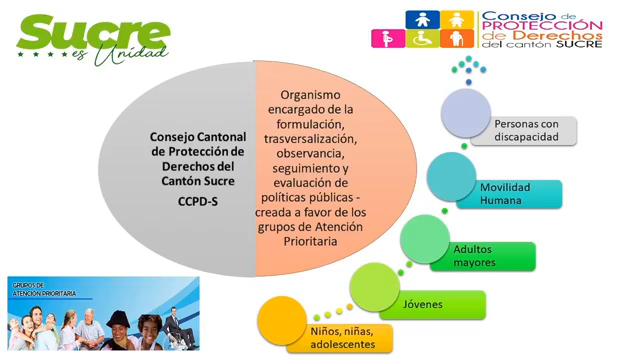 Sucre
es Unidad
Consejo de
PROTECCIÓN
de Derechos
del cantón SUCRE
Consejo Cantonal
de Protección de
Derechos del
Cantón Sucre
CCPD-S
Organismo
encargado de la
formulación,
trasversalización,
observancia,
seguimiento y
evaluación de
políticas públicas -
creada a favor de los
grupos de Atención
Prioritaria
Personas con
discapacidad
Movilidad
Humana
Adultos
mayores
Jóvenes
Niños, niñas,
adolescentes
GRUPOS DE
ATENCIÓN PRIORITARIA